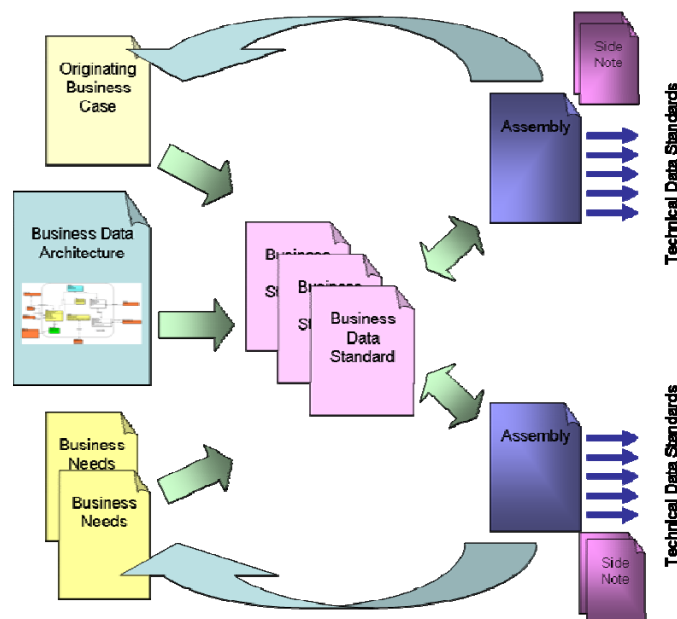 Originating
Business
Case
Side
Note
Assembly
Technical Data Standards
Business Data
Architecture
Business
Data
Standard
Business
Needs
Business
Needs
Assembly
Technical Data Standards
Side
Note